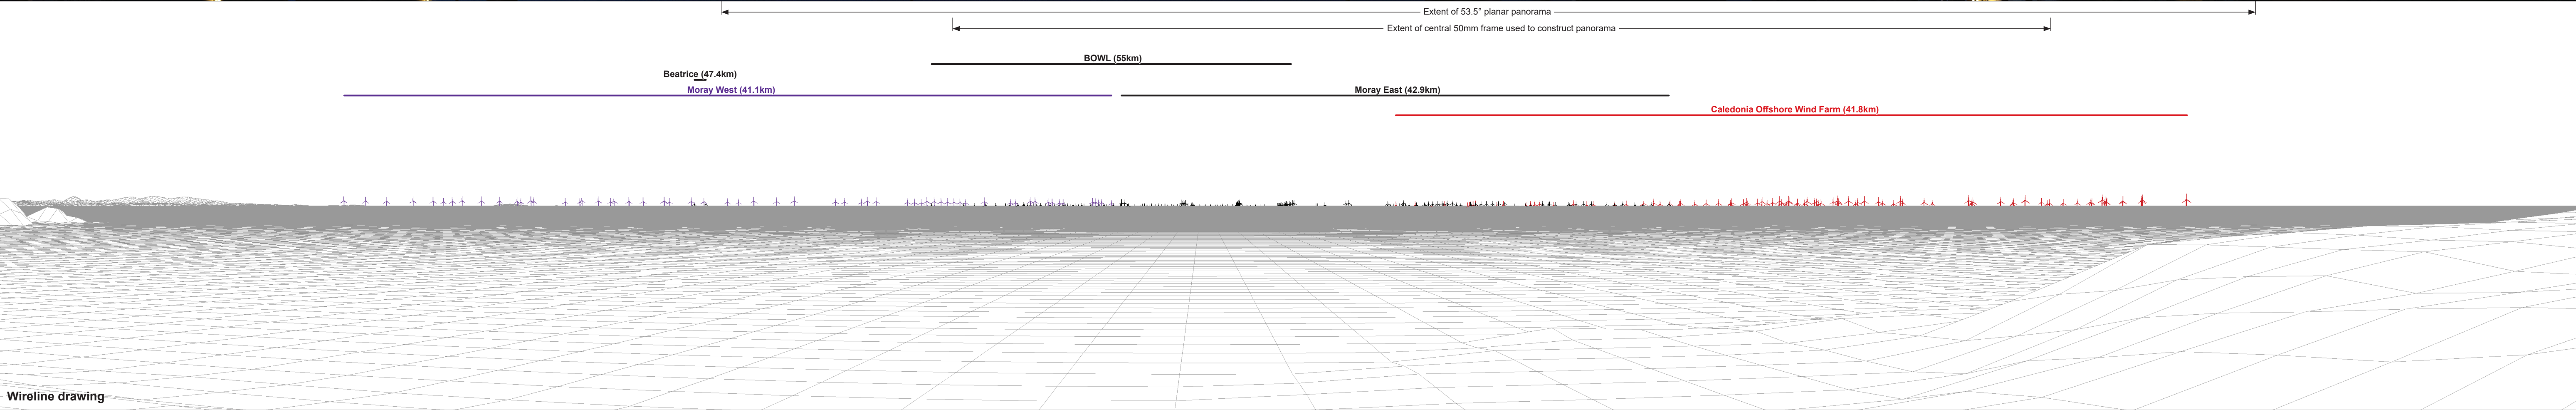 Extent of 53.5° planar panorama
Extent of central 50mm frame used to construct panorama
BOWL (55km)
Beatrice (47.4km)
Moray West (41.1km)
Moray East (42.9km)
Caledonia Offshore Wind Farm (41.8km)
Wireline drawing